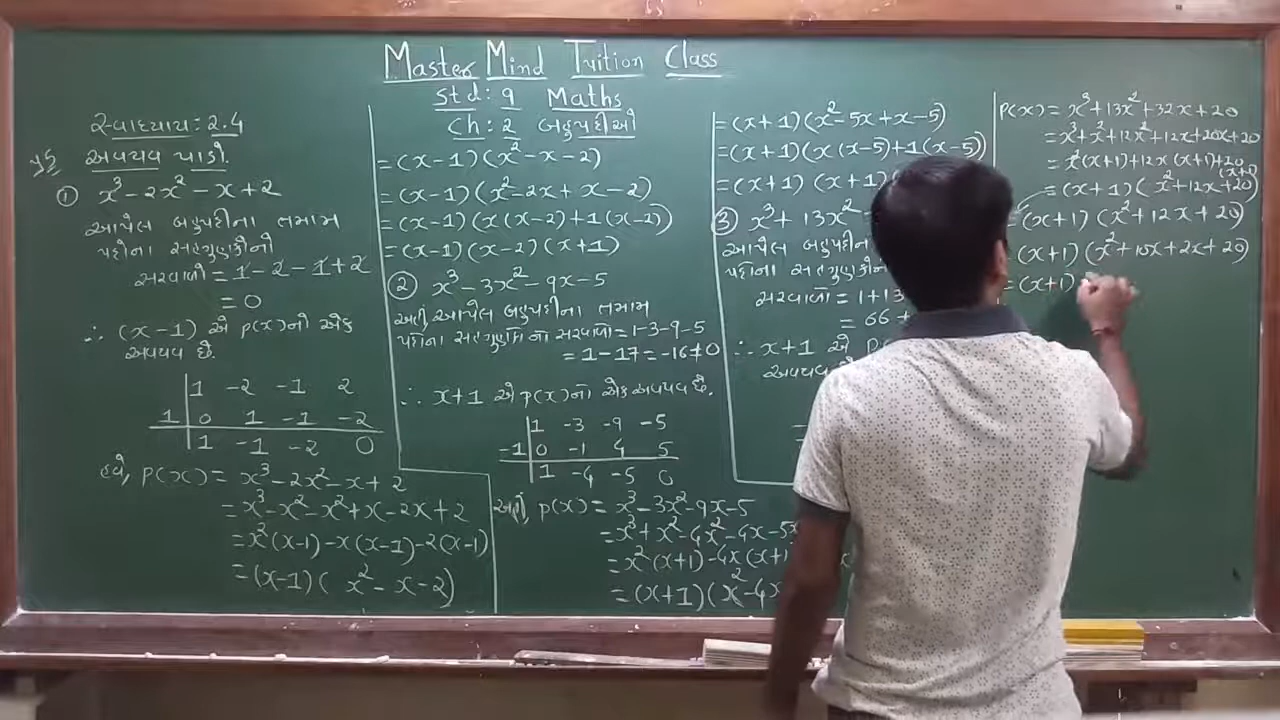 Master Mind Tuition Class
std: 9 Maths
Ch: 2 બહુપદીઓ
સ્વાધ્યાય: 2.4
અવયવ પાડો.
① x³-2x²-x+2
આપેલ બહુપદીના તમામ
પદોના સહગુણકોનો
સરવાળો = 1-2-1+2
= 0
∴ (x-1) એ p(x)નો એક
અવયવ છે.
1 -2 -1 2
1 0 1 -1 -2
1 -1 -2 0
હવે, p(x) = x³-2x²-x+2
= x³-x²-x²+x-2x+2
= x²(x-1)-x(x-1)-2(x-1)
= (x-1)( x²-x-2)
= (x-1)(x²-x-2)
= (x-1)(x²-2x+x-2)
= (x-1)(x(x-2)+1(x-2))
= (x-1)(x-2)(x+1)
② x³-3x²-9x-5
અહીં, આપેલ બહુપદીના તમામ
પદોના સહગુણકોનો સરવાળો = 1-3-9-5
= 1-17 = -16≠0
∴ x+1 એ p(x)નો એક અવયવ છે.
1 -3 -9 -5
-1 0 -1 4 5
1 -4 -5 0
અહીં, p(x) = x³-3x²-9x-5
= x³+x²-4x²-4x-5x
= x²(x+1)-4x(x+1)
= (x+1)(x²-4x
= (x+1)(x²-5x+x-5)
= (x+1)(x(x-5)+1(x-5))
= (x+1)(x+1)(
③ x³+13x²
આપેલ બહુપદીના
પદોના સહગુણકોનો
સરવાળો = 1+13
= 66
∴ x+1 એ
અવયવ
p(x) = x³+13x²+32x+20
= x³+x²+12x²+12x+20x+20
= x²(x+1)+12x(x+1)+20(x+1)
= (x+1)( x²+12x+20)
= (x+1)(x²+12x+20)
(x+1)(x²+10x+2x+20)
= (x+1)